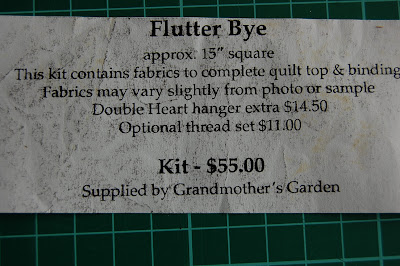 Flutter Bye
approx. 15" square
This kit contains fabrics to complete quilt top & binding
Fabrics may vary slightly from photo or sample
Double Heart hanger extra $14.50
Optional thread set $11.00
Kit - $55.00
Supplied by Grandmother's Garden